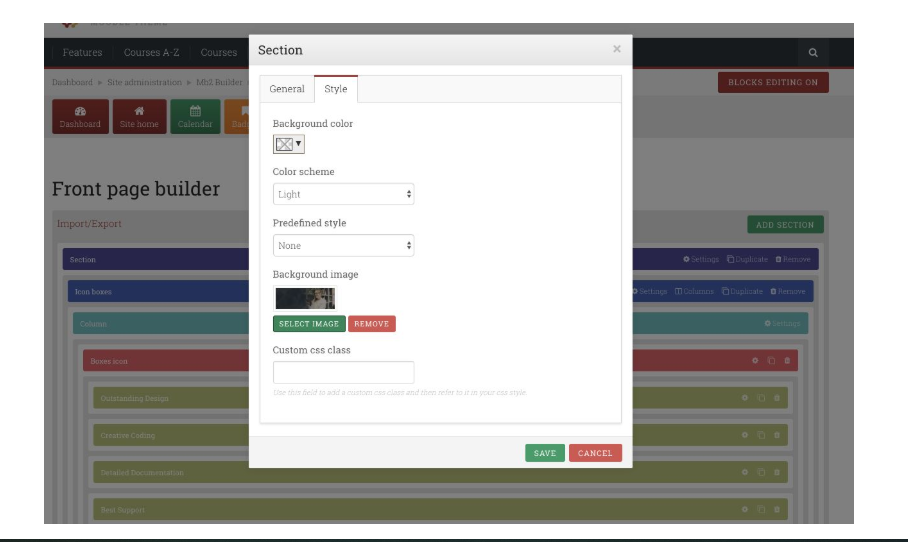 Features Courses A-Z Courses
Dashboard ▸ Site administration ▸ Mb2 Builder
BLOCKS EDITING ON
Dashboard Site home Calendar
Front page builder
Import/Export
ADD SECTION
Section Settings Duplicate Remove
Icon boxes Settings Columns Duplicate Remove
Column Settings
Boxes icon
Outstanding Design
Creative Coding
Detailed Documentation
Best Support
Section ×
General Style
Background color
Color scheme
Light
Predefined style
None
Background image
SELECT IMAGE REMOVE
Custom css class
Use this field to add a custom css class and then refer to it in your css style
SAVE CANCEL